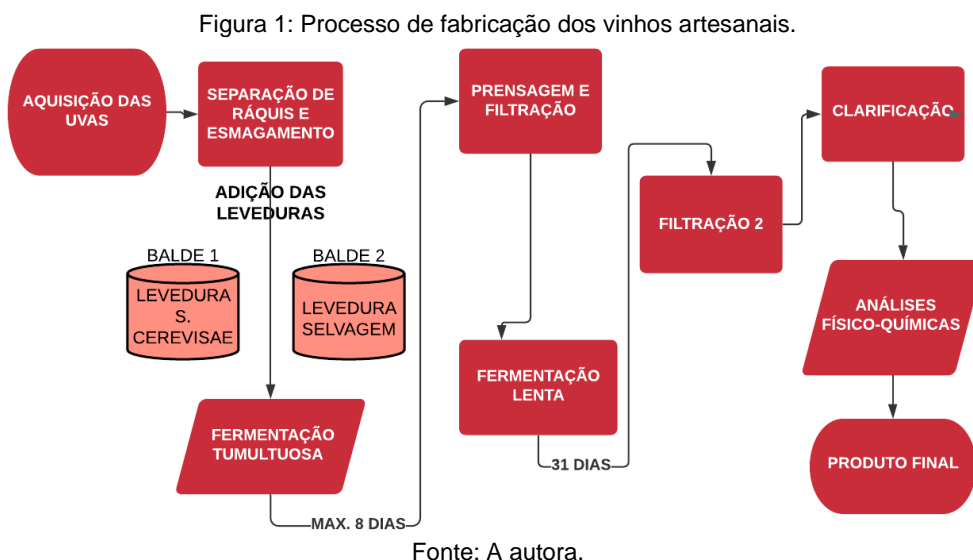 Figura 1: Processo de fabricação dos vinhos artesanais.
AQUISIÇÃO DAS
UVAS
SEPARAÇÃO DE
RÁQUIS E
ESMAGAMENTO
ADIÇÃO DAS
LEVEDURAS
BALDE 1
LEVEDURA
S.
CEREVISAE
BALDE 2
LEVEDURA
SELVAGEM
FERMENTAÇÃO
TUMULTUOSA
MAX. 8 DIAS
PRENSAGEM E
FILTRAÇÃO
FERMENTAÇÃO
LENTA
31 DIAS
FILTRAÇÃO 2
CLARIFICAÇÃO
ANÁLISES
FÍSICO-QUÍMICAS
PRODUTO FINAL
Fonte: A autora.